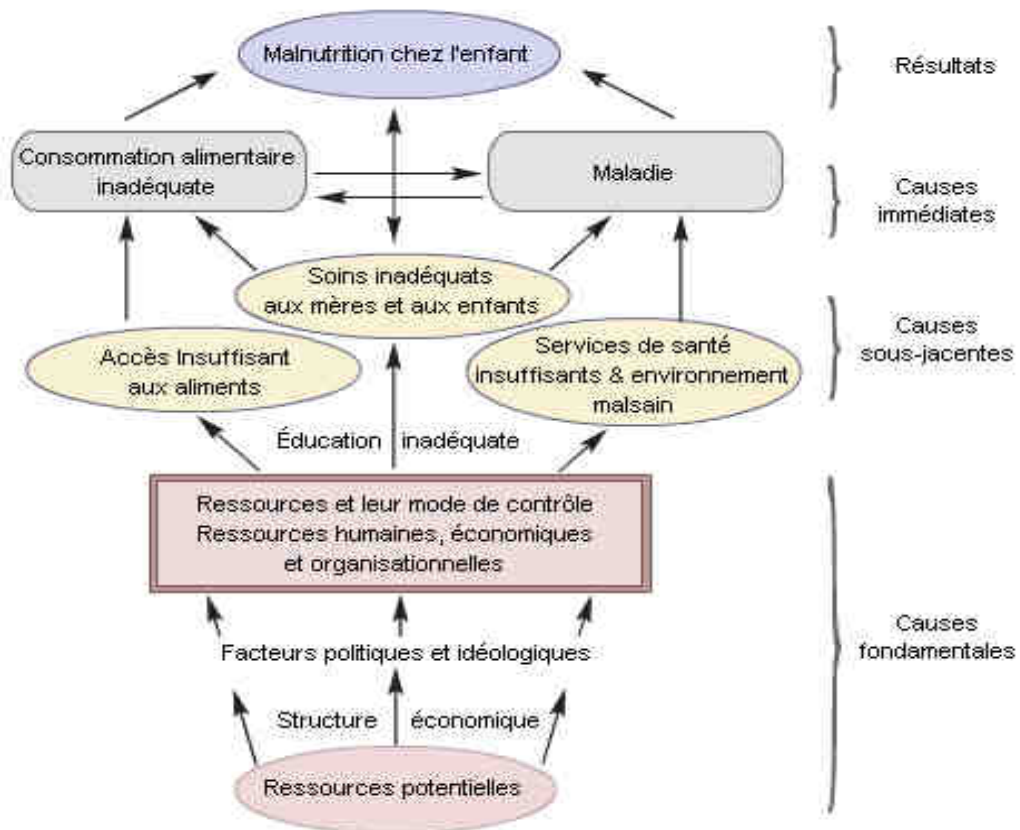 Malnutrition chez l'enfant
Résultats
Consommation alimentaire
inadéquate
Maladie
Causes
immédiates
Soins inadéquats
aux mères et aux enfants
Accès Insuffisant
aux aliments
Services de santé
insuffisants & environnement
malsain
Causes
sous-jacentes
Éducation inadéquate
Ressources et leur mode de contrôle
Ressources humaines, économiques
et organisationnelles
Facteurs politiques et idéologiques
Causes
fondamentales
Structure économique
Ressources potentielles